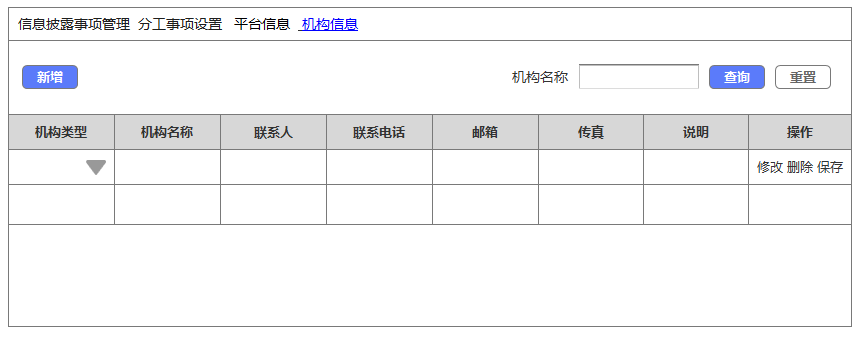 信息披露事项管理 分工事项设置 平台信息 机构信息
新增 机构名称 查询 重置
机构类型 机构名称 联系人 联系电话 邮箱 传真 说明 操作
修改 删除 保存